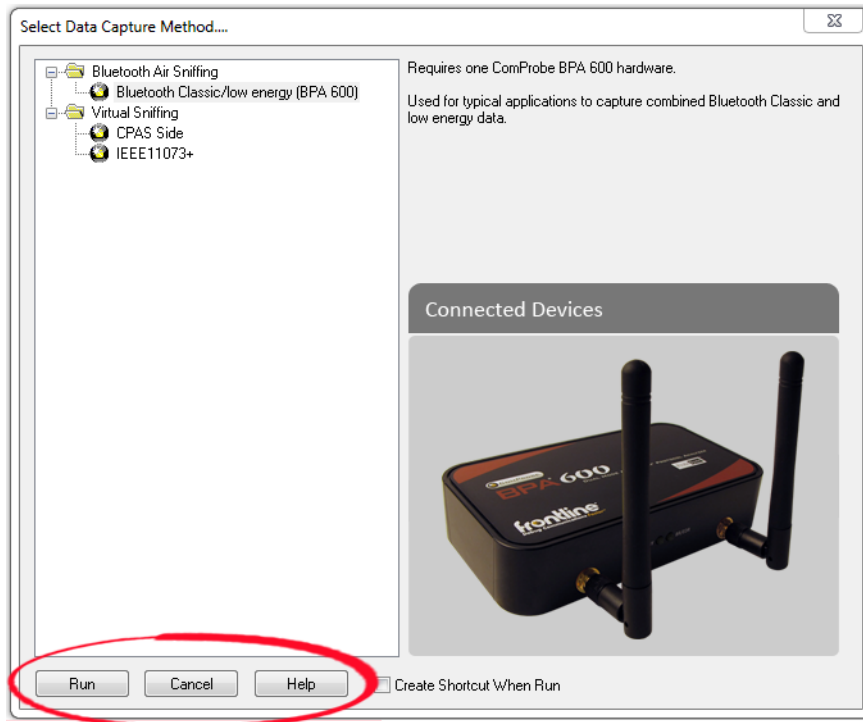 Select Data Capture Method....
Bluetooth Air Sniffing
Bluetooth Classic/low energy (BPA 600)
Virtual Sniffing
CPAS Side
IEEE11073+
Requires one ComProbe BPA 600 hardware.
Used for typical applications to capture combined Bluetooth Classic and
low energy data.
Connected Devices
BPA 600
frontline
Run
Cancel
Help
Create Shortcut When Run